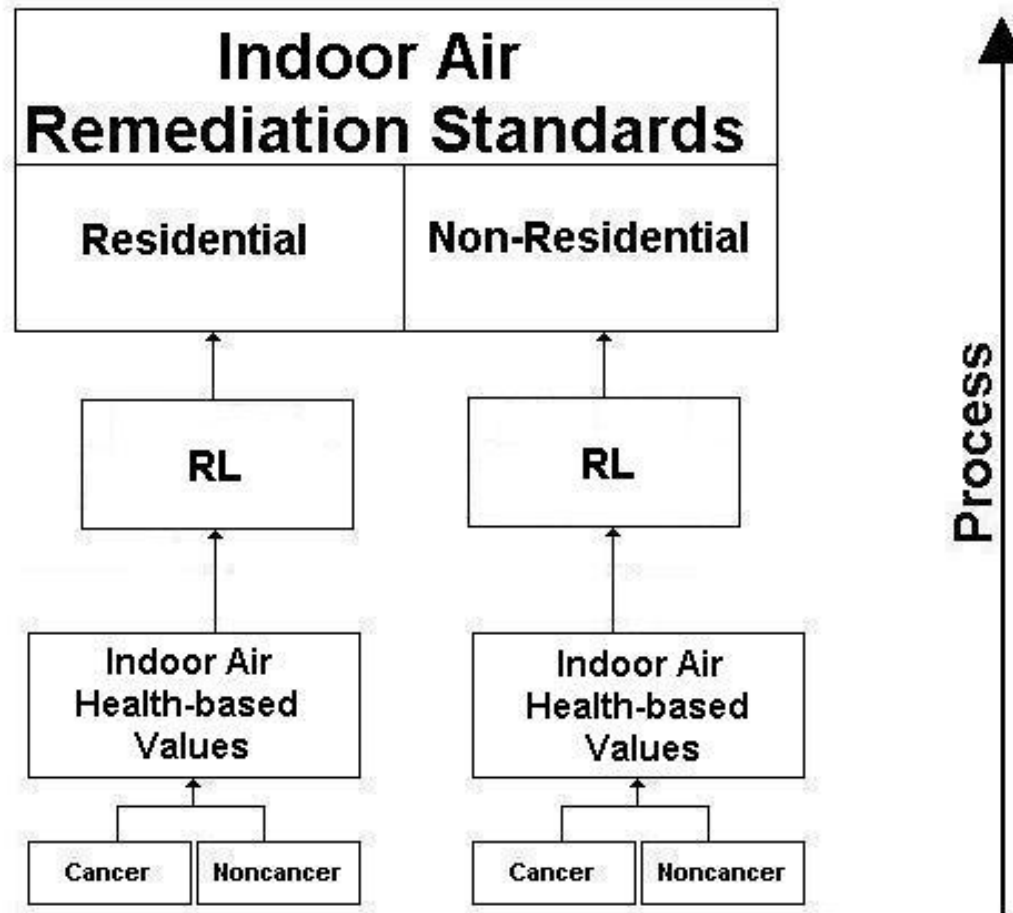 Indoor Air
Remediation Standards
Residential
Non-Residential
RL
RL
Process
Indoor Air
Health-based
Values
Indoor Air
Health-based
Values
Cancer
Noncancer
Cancer
Noncancer